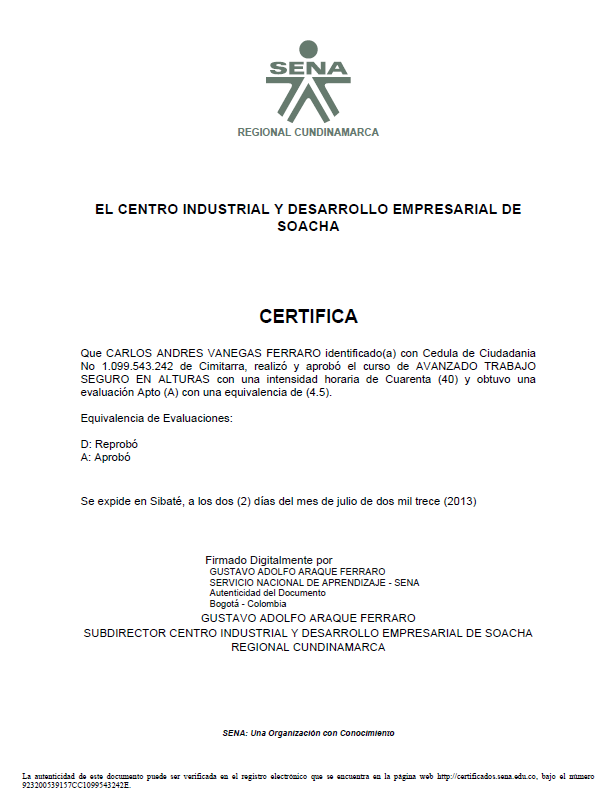 SENA
REGIONAL CUNDINAMARCA
EL CENTRO INDUSTRIAL Y DESARROLLO EMPRESARIAL DE
SOACHA
CERTIFICA
Que CARLOS ANDRES VANEGAS FERRARO identificado(a) con Cedula de Ciudadania
No 1.099.543.242 de Cimitarra, realizó y aprobó el curso de AVANZADO TRABAJO
SEGURO EN ALTURAS con una intensidad horaria de Cuarenta (40) y obtuvo una
evaluación Apto (A) con una equivalencia de (4.5).
Equivalencia de Evaluaciones:
D: Reprobó
A: Aprobó
Se expide en Sibaté, a los dos (2) días del mes de julio de dos mil trece (2013)
Firmado Digitalmente por
GUSTAVO ADOLFO ARAQUE FERRARO
SERVICIO NACIONAL DE APRENDIZAJE - SENA
Autenticidad del Documento
Bogotá - Colombia
GUSTAVO ADOLFO ARAQUE FERRARO
SUBDIRECTOR CENTRO INDUSTRIAL Y DESARROLLO EMPRESARIAL DE SOACHA
REGIONAL CUNDINAMARCA
SENA: Una Organización con Conocimiento
La autenticidad de este documento puede ser verificada en el registro electrónico que se encuentra en la página web http://certificados.sena.edu.co, bajo el número
923200539157CC1099543242E.